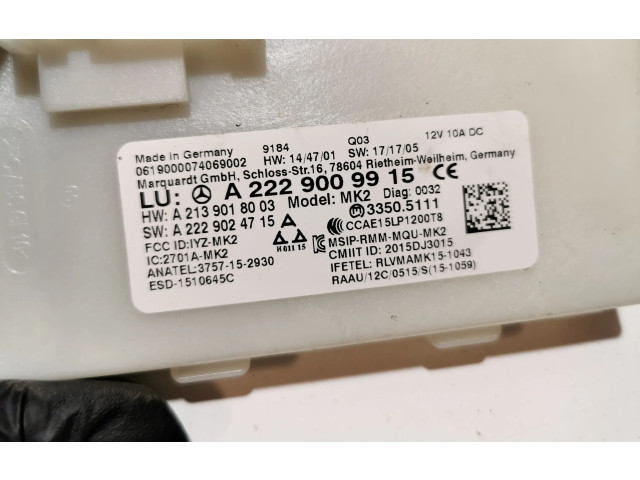 Made in Germany 9184 Q03 12V 10A DC
0619000074069002 HW: 14/47/01 SW: 17/17/05
Marquardt GmbH, Schloss-Str.16, 78604 Rietheim-Weilheim, Germany
LU: A 222 900 99 15 CE
HW: A 213 901 80 03 Model: MK2 Diag: 0032
SW: A 222 902 47 15 3350.5111
FCC ID:IYZ-MK2 CCAE15LP1200T8
IC:2701A-MK2 MSIP-RMM-MQU-MK2
ANATEL:3757-15-2930 CMIIT ID: 2015DJ3015
ESD-1510645C IFETEL: RLVMAMK15-1043
RAAU/12C/0515/S(15-1059)